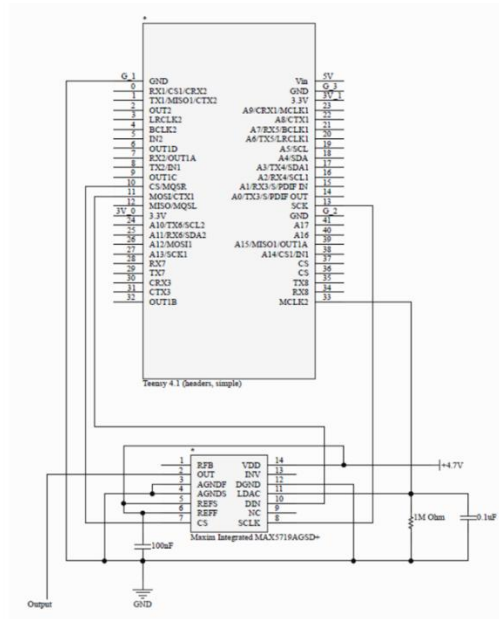 *
G_1 GND Vin 5V
0 RX1/CS1/CRX2 GND G_3
1 TX1/MISO1/CTX2 3.3V 3V_1
2 OUT2 A9/CRX1/MCLK1 23
3 LRCLK2 A8/CTX1 22
4 BCLK2 A7/RX5/BCLK1 21
5 IN2 A6/TX5/LRCLK1 20
6 OUT1D A5/SCL 19
7 RX2/OUT1A A4/SDA 18
8 TX2/IN1 A3/TX4/SDA1 17
9 OUT1C A2/RX4/SCL1 16
10 CS/MQSR A1/RX3/S/PDIF IN 15
11 MOSI/CTX1 A0/TX3/S/PDIF OUT 14
12 MISO/MQSL SCK 13
3V_0 3.3V GND G_2
24 A10/TX6/SCL2 A17 41
25 A11/RX6/SDA2 A16 40
26 A12/MOSI1 A15/MISO1/OUT1A 39
27 A13/SCK1 A14/CS1/IN1 38
28 RX7 CS 37
29 TX7 CS 36
30 CRX3 TX8 35
31 CTX3 RX8 34
32 OUT1B MCLK2 33
Teensy 4.1 (headers, simple)
*
1 RFB VDD 14
2 OUT INV 13
3 AGNDF DGND 12
4 AGNDS LDAC 11
5 REFS DIN 10
6 REFF NC 9
7 CS SCLK 8
Maxim Integrated MAX5719AGSD+
+4.7V
1M Ohm
0.1uF
100nF
Output
GND